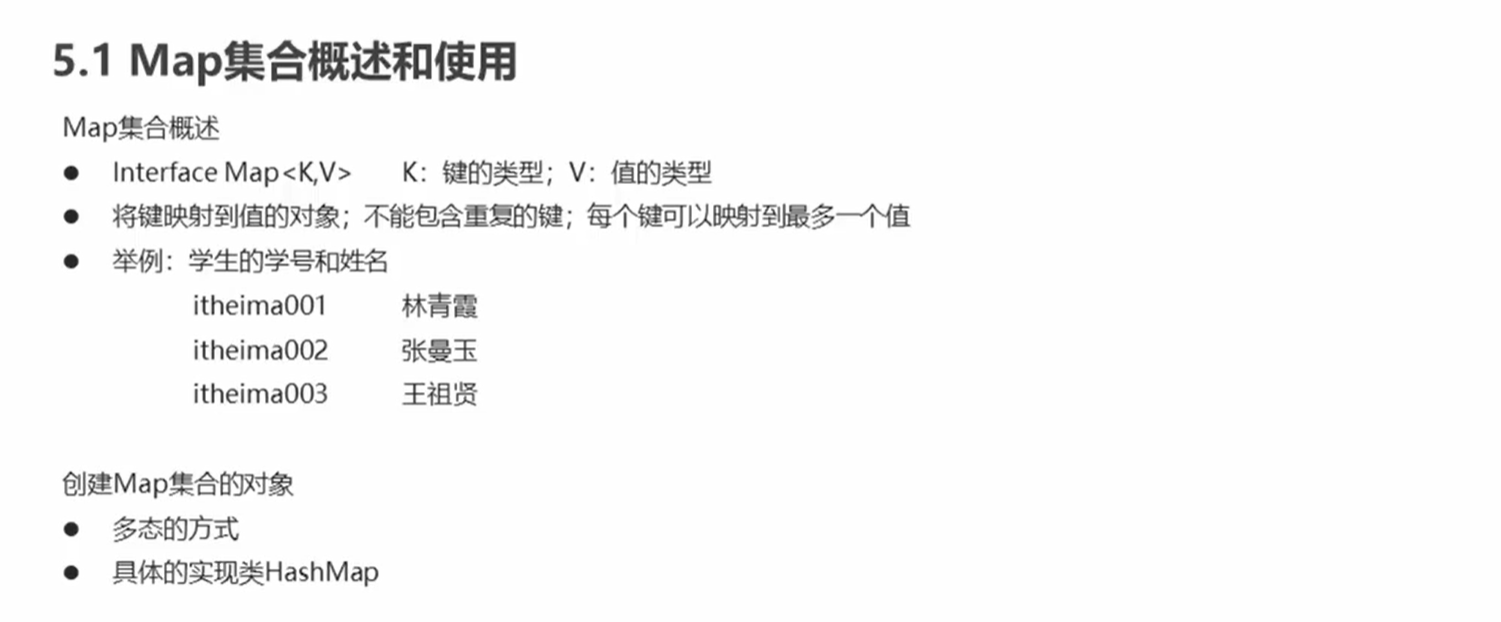 5.1 Map集合概述和使用
Map集合概述
● Interface Map<K,V> K：键的类型；V：值的类型
● 将键映射到值的对象；不能包含重复的键；每个键可以映射到最多一个值
● 举例：学生的学号和姓名
itheima001 林青霞
itheima002 张曼玉
itheima003 王祖贤
创建Map集合的对象
● 多态的方式
● 具体的实现类HashMap